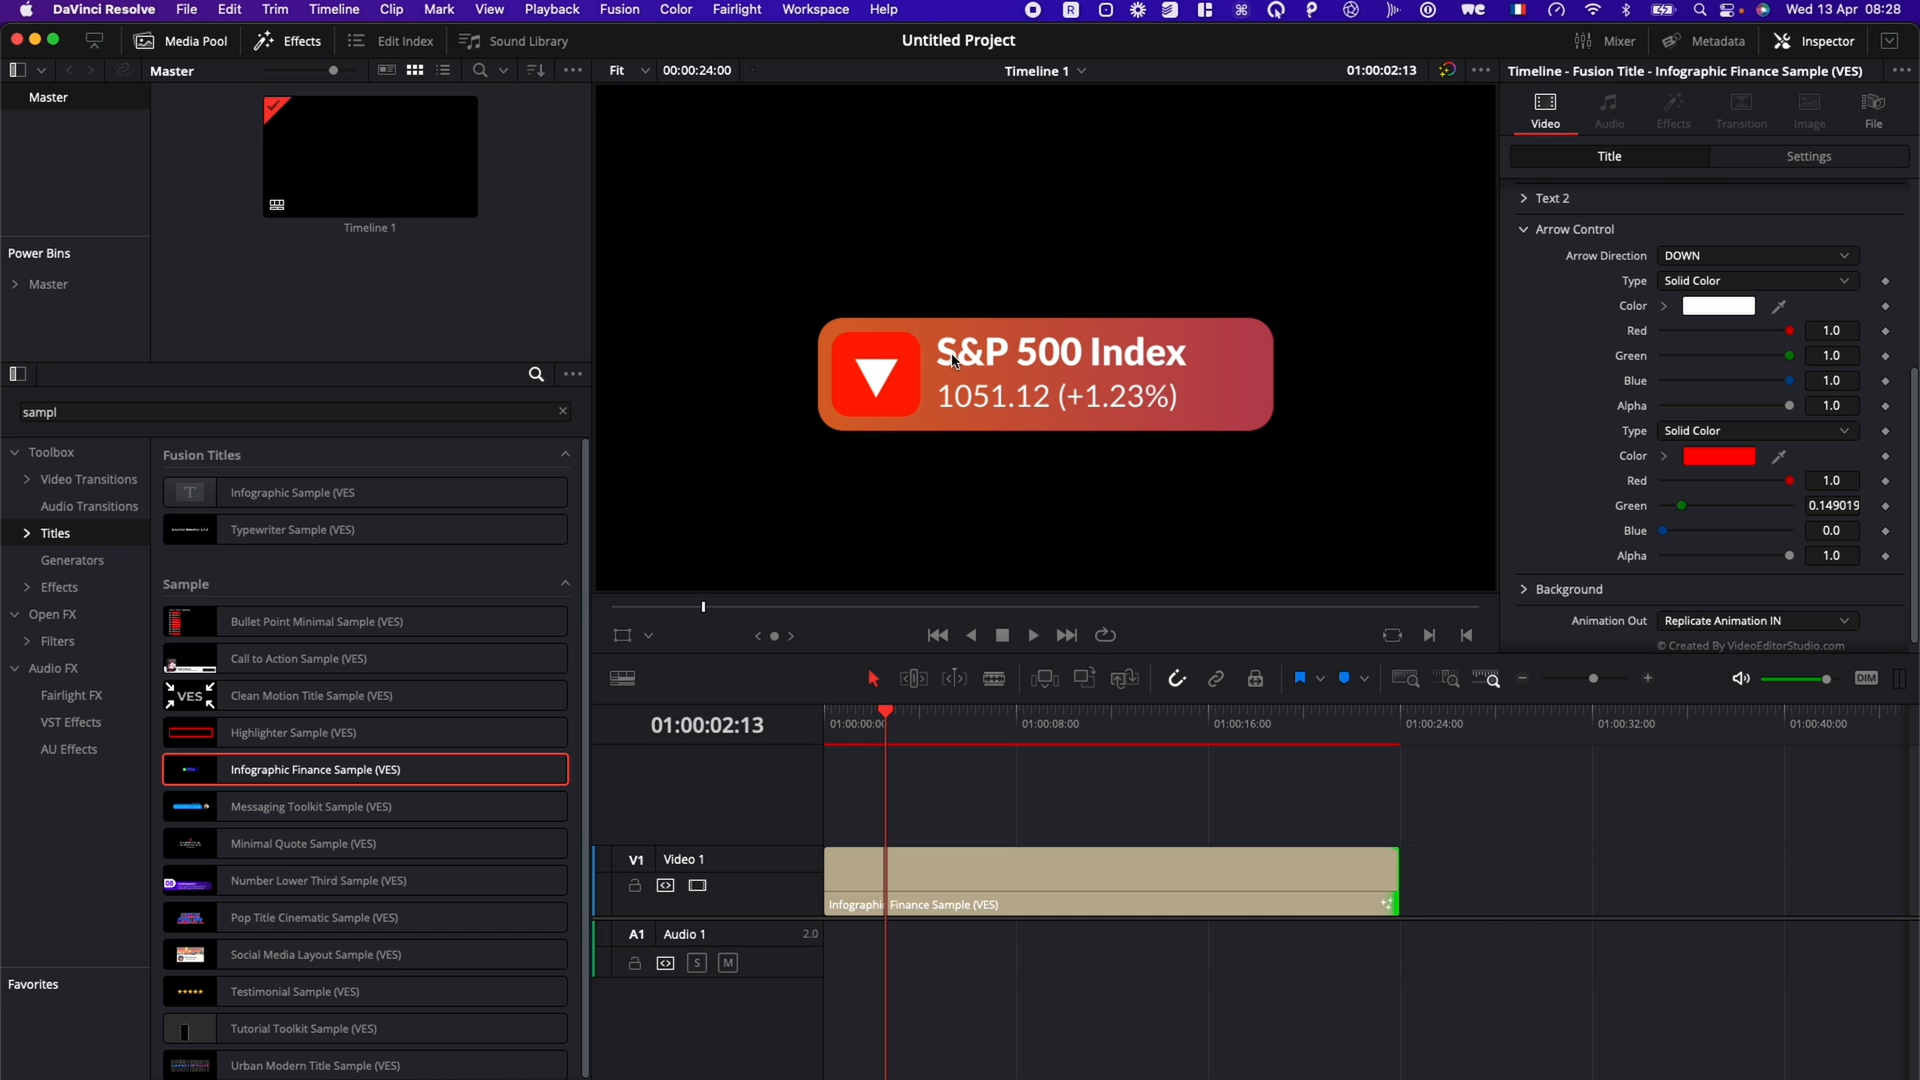 DaVinci Resolve File Edit Trim Timeline Clip Mark View Playback Fusion Color Fairlight Workspace Help Wed 13 Apr 08:28
Media Pool Effects Edit Index Sound Library Untitled Project Mixer Metadata Inspector
Master Fit 00:00:24:00 Timeline 1 01:00:02:13 Timeline - Fusion Title - Infographic Finance Sample (VES)
Master
Timeline 1
Power Bins
Master
sampl
Toolbox
Video Transitions
Audio Transitions
Titles
Generators
Effects
Open FX
Filters
Audio FX
Fairlight FX
VST Effects
AU Effects
Favorites
Fusion Titles
Infographic Sample (VES
Typewriter Sample (VES)
Sample
Bullet Point Minimal Sample (VES)
Call to Action Sample (VES)
VES Clean Motion Title Sample (VES)
Highlighter Sample (VES)
Infographic Finance Sample (VES)
Messaging Toolkit Sample (VES)
Minimal Quote Sample (VES)
Number Lower Third Sample (VES)
Pop Title Cinematic Sample (VES)
Social Media Layout Sample (VES)
Testimonial Sample (VES)
Tutorial Toolkit Sample (VES)
Urban Modern Title Sample (VES)
S&P 500 Index
1051.12 (+1.23%)
Video Audio Effects Transition Image File
Title Settings
Text 2
Arrow Control
Arrow Direction DOWN
Type Solid Color
Color
Red 1.0
Green 1.0
Blue 1.0
Alpha 1.0
Type Solid Color
Color
Red 1.0
Green 0.149019
Blue 0.0
Alpha 1.0
Background
Animation Out Replicate Animation IN
© Created By VideoEditorStudio.com
DIM
01:00:02:13 01:00:00:00 01:00:08:00 01:00:16:00 01:00:24:00 01:00:32:00 01:00:40:00
V1 Video 1
Infographic Finance Sample (VES)
A1 Audio 1 2.0
S M